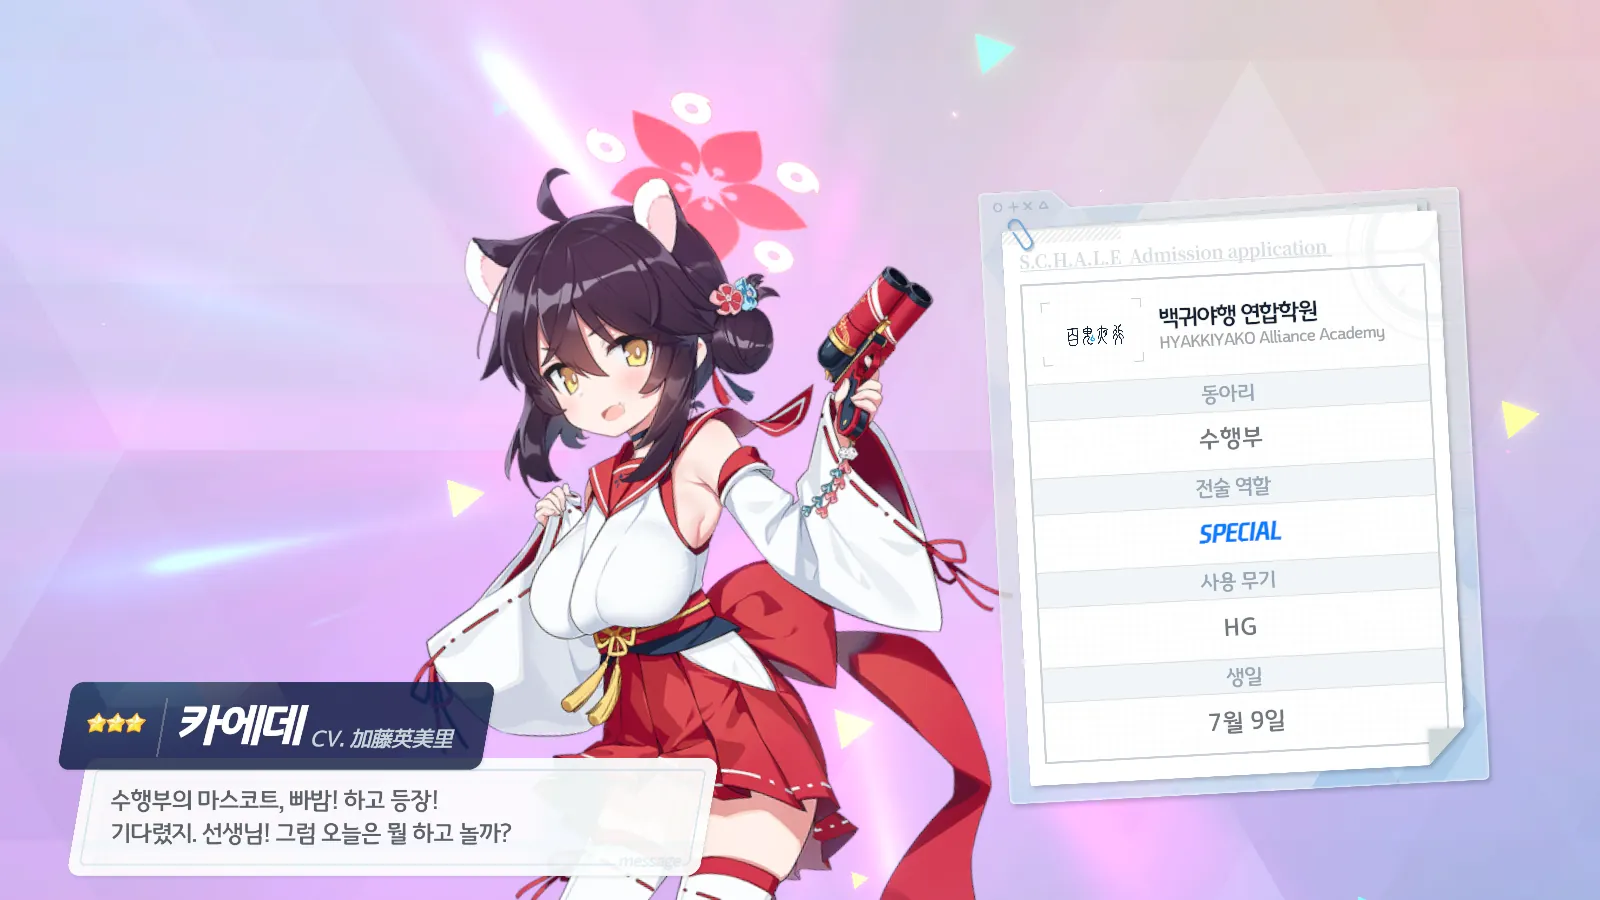 S.C.H.A.L.E. Admission application
百鬼夜行
백귀야행 연합학원
HYAKKIYAKO Alliance Academy
동아리
수행부
전술 역할
SPECIAL
사용 무기
HG
생일
7월 9일
카에데 CV. 加藤英美里
수행부의 마스코트, 빠밤! 하고 등장!
기다렸지. 선생님! 그럼 오늘은 뭘 하고 놀까?
message